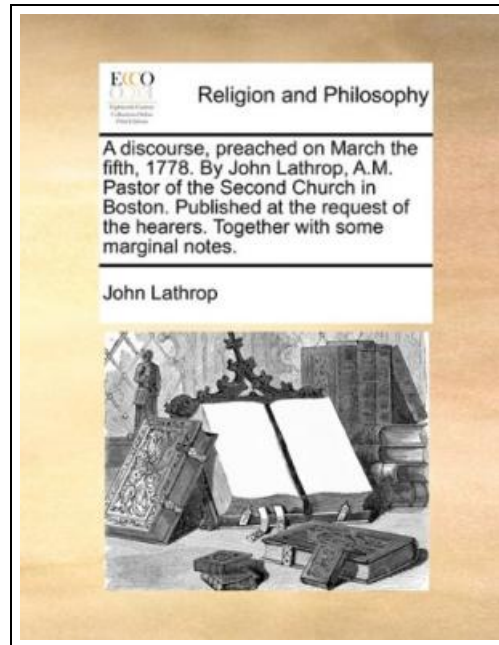 ECCO
Religion and Philosophy
A discourse, preached on March the
fifth, 1778. By John Lathrop, A.M.
Pastor of the Second Church in
Boston. Published at the request of
the hearers. Together with some
marginal notes.
John Lathrop